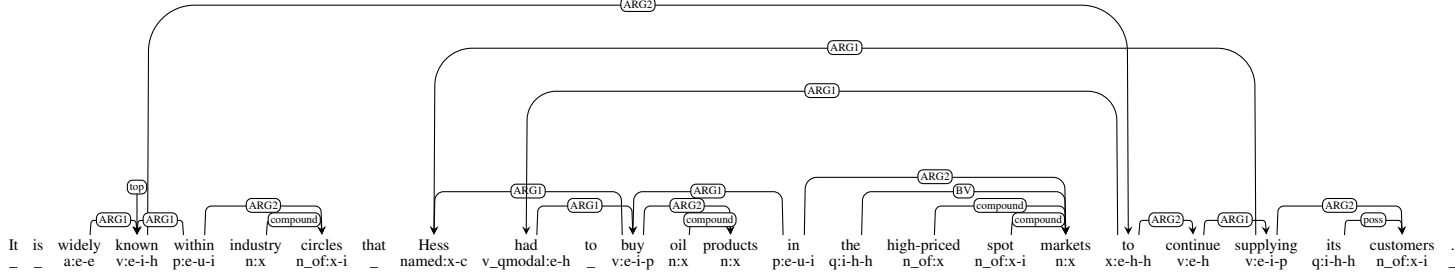 ARG2
ARG1
ARG1
top ARG1 ARG1 ARG2 BV
ARG1 ARG1 ARG2 compound ARG1 ARG2 compound compound compound ARG2 ARG1 ARG2 poss
It is widely known within industry circles that Hess had to buy oil products in the high-priced spot markets to continue supplying its customers .
_ _ a:e-e v:e-i-h p:e-u-i n:x n_of:x-i _ named:x-c v_qmodal:e-h _ v:e-i-p n:x n:x p:e-u-i q:i-h-h n_of:x n_of:x-i n:x x:e-h-h v:e-h v:e-i-p q:i-h-h n_of:x-i _